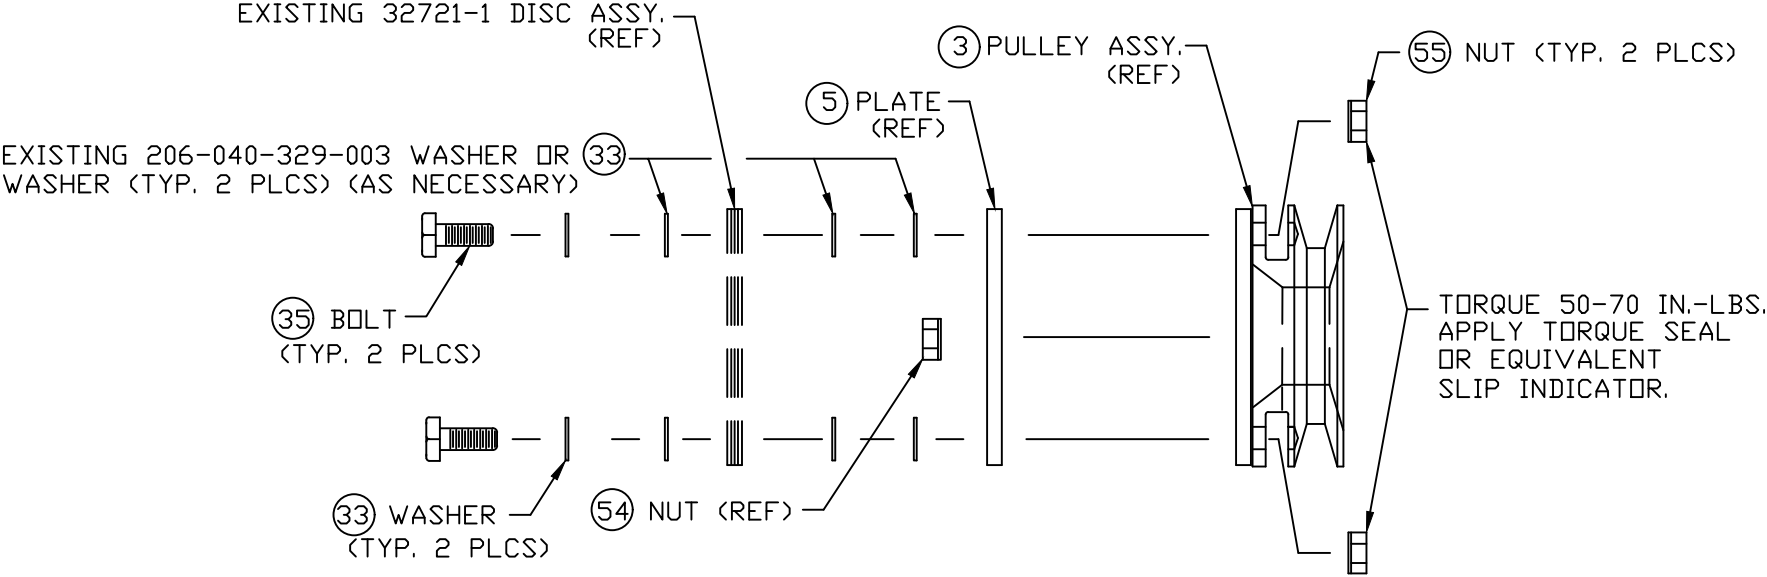 EXISTING 32721-1 DISC ASSY.
(REF)
3 PULLEY ASSY.
(REF)
55 NUT (TYP. 2 PLCS)
5 PLATE
(REF)
EXISTING 206-040-329-003 WASHER OR 33
WASHER (TYP. 2 PLCS) (AS NECESSARY)
35 BOLT
(TYP. 2 PLCS)
TORQUE 50-70 IN.-LBS.
APPLY TORQUE SEAL
OR EQUIVALENT
SLIP INDICATOR.
33 WASHER
(TYP. 2 PLCS)
54 NUT (REF)